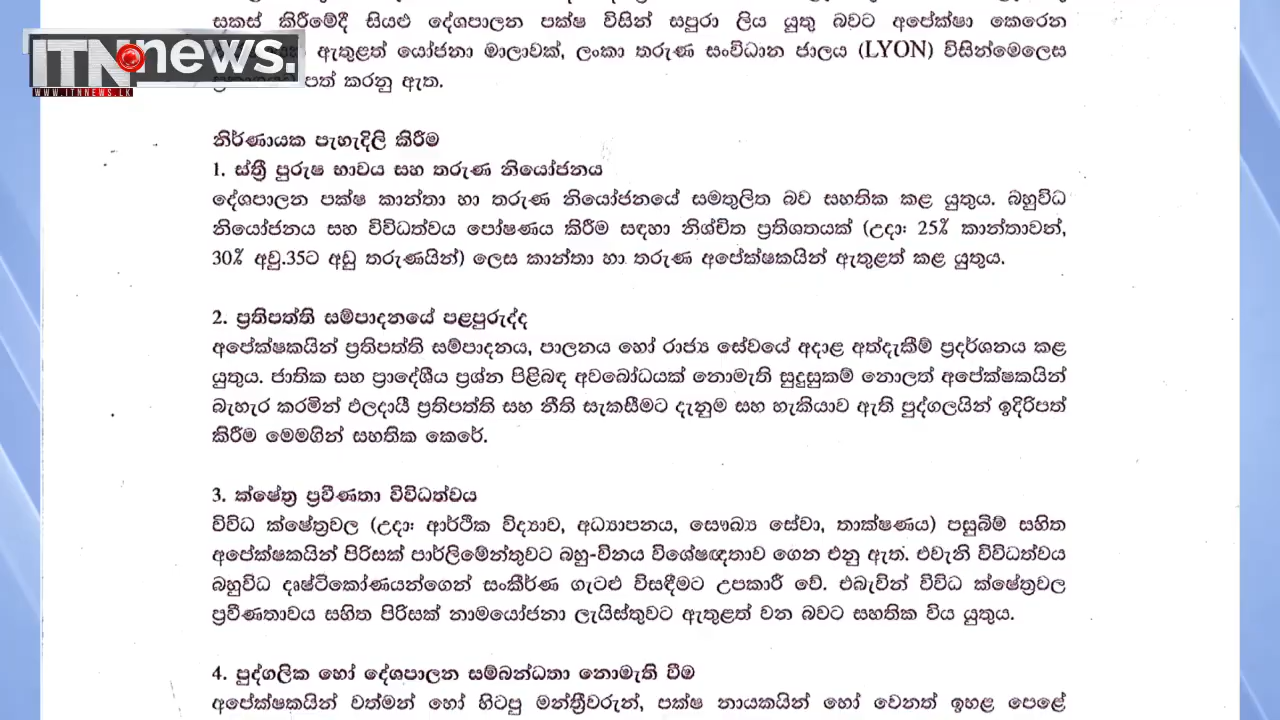 සකස් කිරීමේදී සියළු දේශපාලන පක්ෂ විසින් සපුරා ලිය යුතු බවට අපේක්ෂා කෙරෙන
ඇතුළත් යෝජනා මාලාවක්, ලංකා තරුණ සංවිධාන ජාලය (LYON) විසින්මෙලෙස
පත් කරනු ඇත.
ITN news.
WWW.ITNNEWS.LK
නිර්ණායක පැහැදිලි කිරීම
1. ස්ත්‍රී පුරුෂ භාවය සහ තරුණ නියෝජනය
දේශපාලන පක්ෂ කාන්තා හා තරුණ නියෝජනයේ සමතුලිත බව සහතික කළ යුතුය. බහුවිධ
නියෝජනය සහ විවිධත්වය පෝෂණය කිරීම සඳහා නිශ්චිත ප්‍රතිශතයක් (උදා: 25% කාන්තාවන්,
30% අවු.35ට අඩු තරුණයින්) ලෙස කාන්තා හා තරුණ අපේක්ෂකයින් ඇතුළත් කළ යුතුය.
2. ප්‍රතිපත්ති සම්පාදනයේ පළපුරුද්ද
අපේක්ෂකයින් ප්‍රතිපත්ති සම්පාදනය, පාලනය හෝ රාජ්‍ය සේවයේ අදාළ අත්දැකීම් ප්‍රදර්ශනය කළ
යුතුය. ජාතික සහ ප්‍රාදේශීය ප්‍රශ්න පිළිබඳ අවබෝධයක් නොමැති සුදුසුකම් නොලත් අපේක්ෂකයින්
බැහැර කරමින් ඵලදායී ප්‍රතිපත්ති සහ නීති සැකසීමට දැනුම සහ හැකියාව ඇති පුද්ගලයින් ඉදිරිපත්
කිරීම මෙමගින් සහතික කෙරේ.
3. ක්ෂේත්‍ර ප්‍රවීණතා විවිධත්වය
විවිධ ක්ෂේත්‍රවල (උදා: ආර්ථික විද්‍යාව, අධ්‍යාපනය, සෞඛ්‍ය සේවා, තාක්ෂණය) පසුබිම් සහිත
අපේක්ෂකයින් පිරිසක් පාර්ලිමේන්තුවට බහු-විනය විශේෂඥතාව ගෙන එනු ඇත. එවැනි විවිධත්වය
බහුවිධ දෘෂ්ටිකෝණයන්ගෙන් සංකීර්ණ ගැටළු විසඳීමට උපකාරී වේ. එබැවින් විවිධ ක්ෂේත්‍රවල
ප්‍රවීණතාවය සහිත පිරිසක් නාමයෝජනා ලැයිස්තුවට ඇතුළත් වන බවට සහතික විය යුතුය.
4. පුද්ගලික හෝ දේශපාලන සම්බන්ධතා නොමැති වීම
අපේක්ෂකයින් වත්මන් හෝ හිටපු මන්ත්‍රීවරුන්, පක්ෂ නායකයින් හෝ වෙනත් ඉහළ පෙළේ